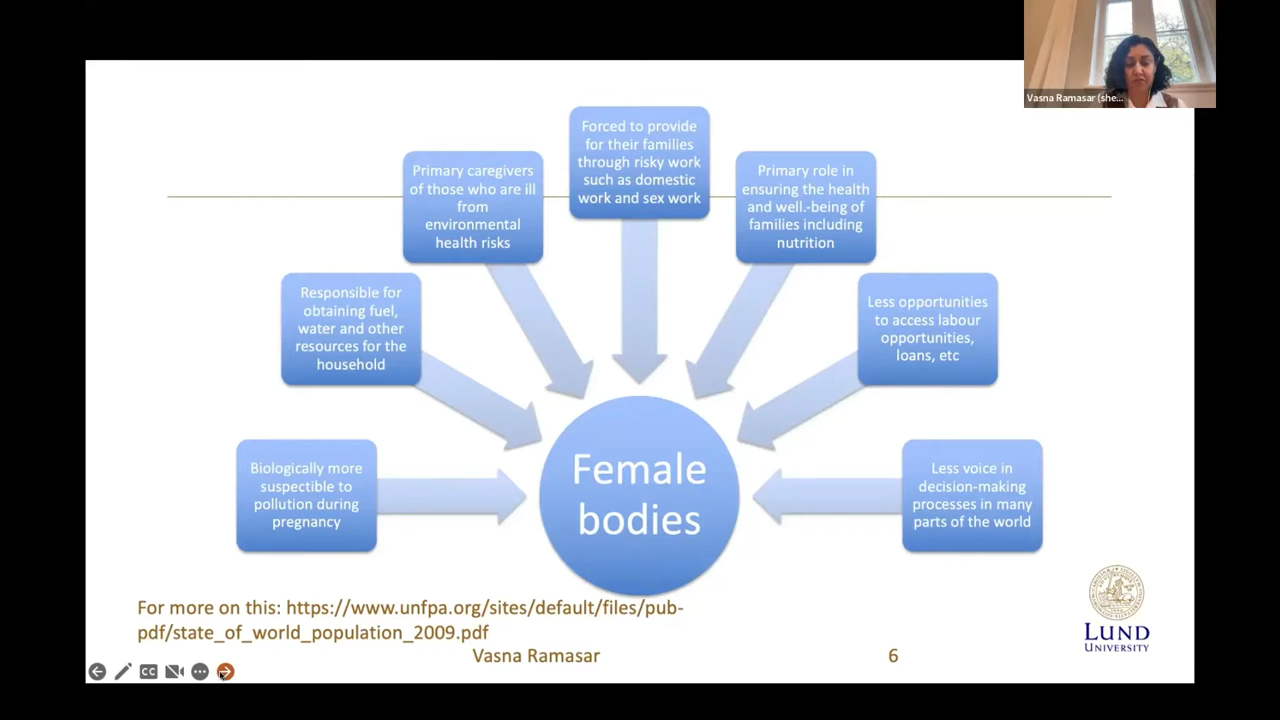 Vasna Ramasar (she...
Forced to provide
for their families
through risky work
such as domestic
work and sex work
Primary caregivers
of those who are ill
from
environmental
health risks
Primary role in
ensuring the health
and well.-being of
families including
nutrition
Responsible for
obtaining fuel,
water and other
resources for the
household
Less opportunities
to access labour
opportunities,
loans, etc
Biologically more
suspectible to
pollution during
pregnancy
Female
bodies
Less voice in
decision-making
processes in many
parts of the world
For more on this: https://www.unfpa.org/sites/default/files/pub-
pdf/state_of_world_population_2009.pdf
LUND
UNIVERSITY
Vasna Ramasar
6
CC